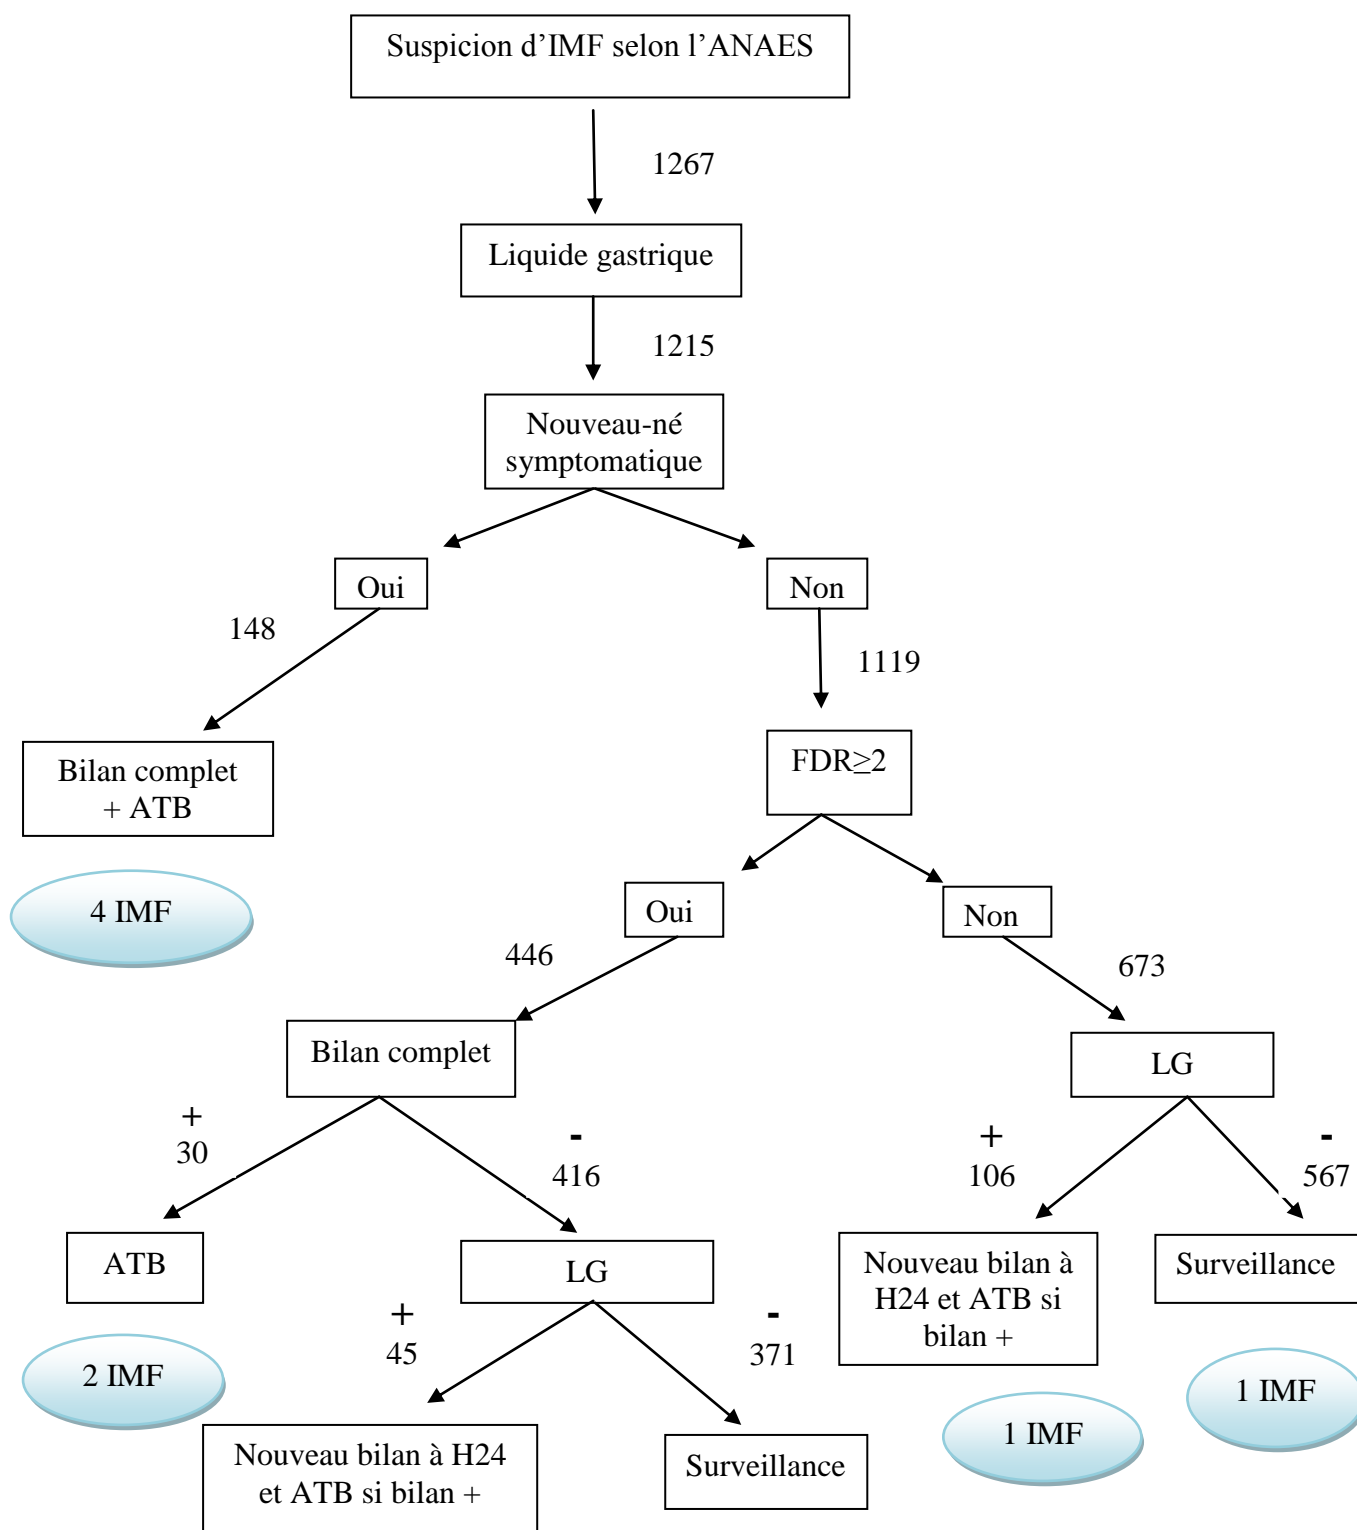 Suspicion d’IMF selon l’ANAES
1267
Liquide gastrique
1215
Nouveau-né
symptomatique
Oui
Non
148
1119
Bilan complet
+ ATB
FDR≥2
4 IMF
Oui
Non
446
673
Bilan complet
LG
+
30
-
416
+
106
-
567
ATB
LG
Nouveau bilan à
H24 et ATB si
bilan +
Surveillance
+
45
-
371
2 IMF
1 IMF
1 IMF
Nouveau bilan à H24
et ATB si bilan +
Surveillance